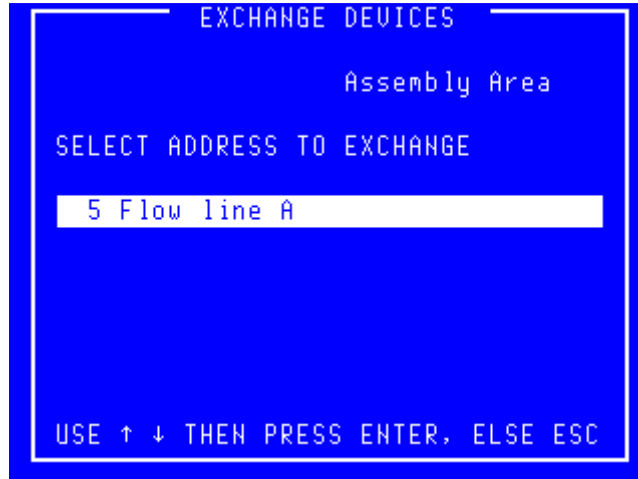 EXCHANGE DEVICES
Assembly Area
SELECT ADDRESS TO EXCHANGE
5 Flow line A
USE ↑ ↓ THEN PRESS ENTER, ELSE ESC